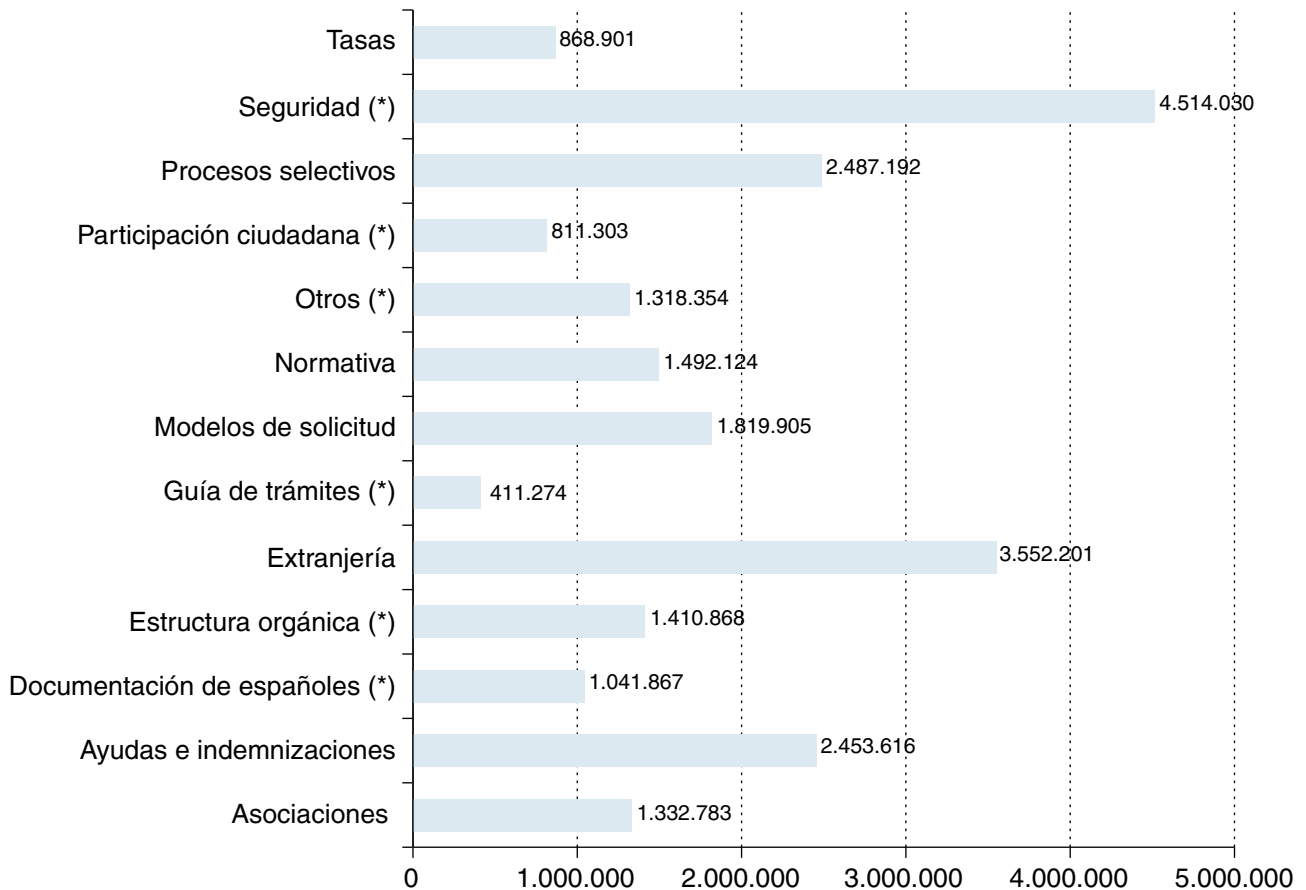 Tasas 868.901
Seguridad (*) 4.514.030
Procesos selectivos 2.487.192
Participación ciudadana (*) 811.303
Otros (*) 1.318.354
Normativa 1.492.124
Modelos de solicitud 1.819.905
Guía de trámites (*) 411.274
Extranjería 3.552.201
Estructura orgánica (*) 1.410.868
Documentación de españoles (*) 1.041.867
Ayudas e indemnizaciones 2.453.616
Asociaciones 1.332.783
0 1.000.000 2.000.000 3.000.000 4.000.000 5.000.000